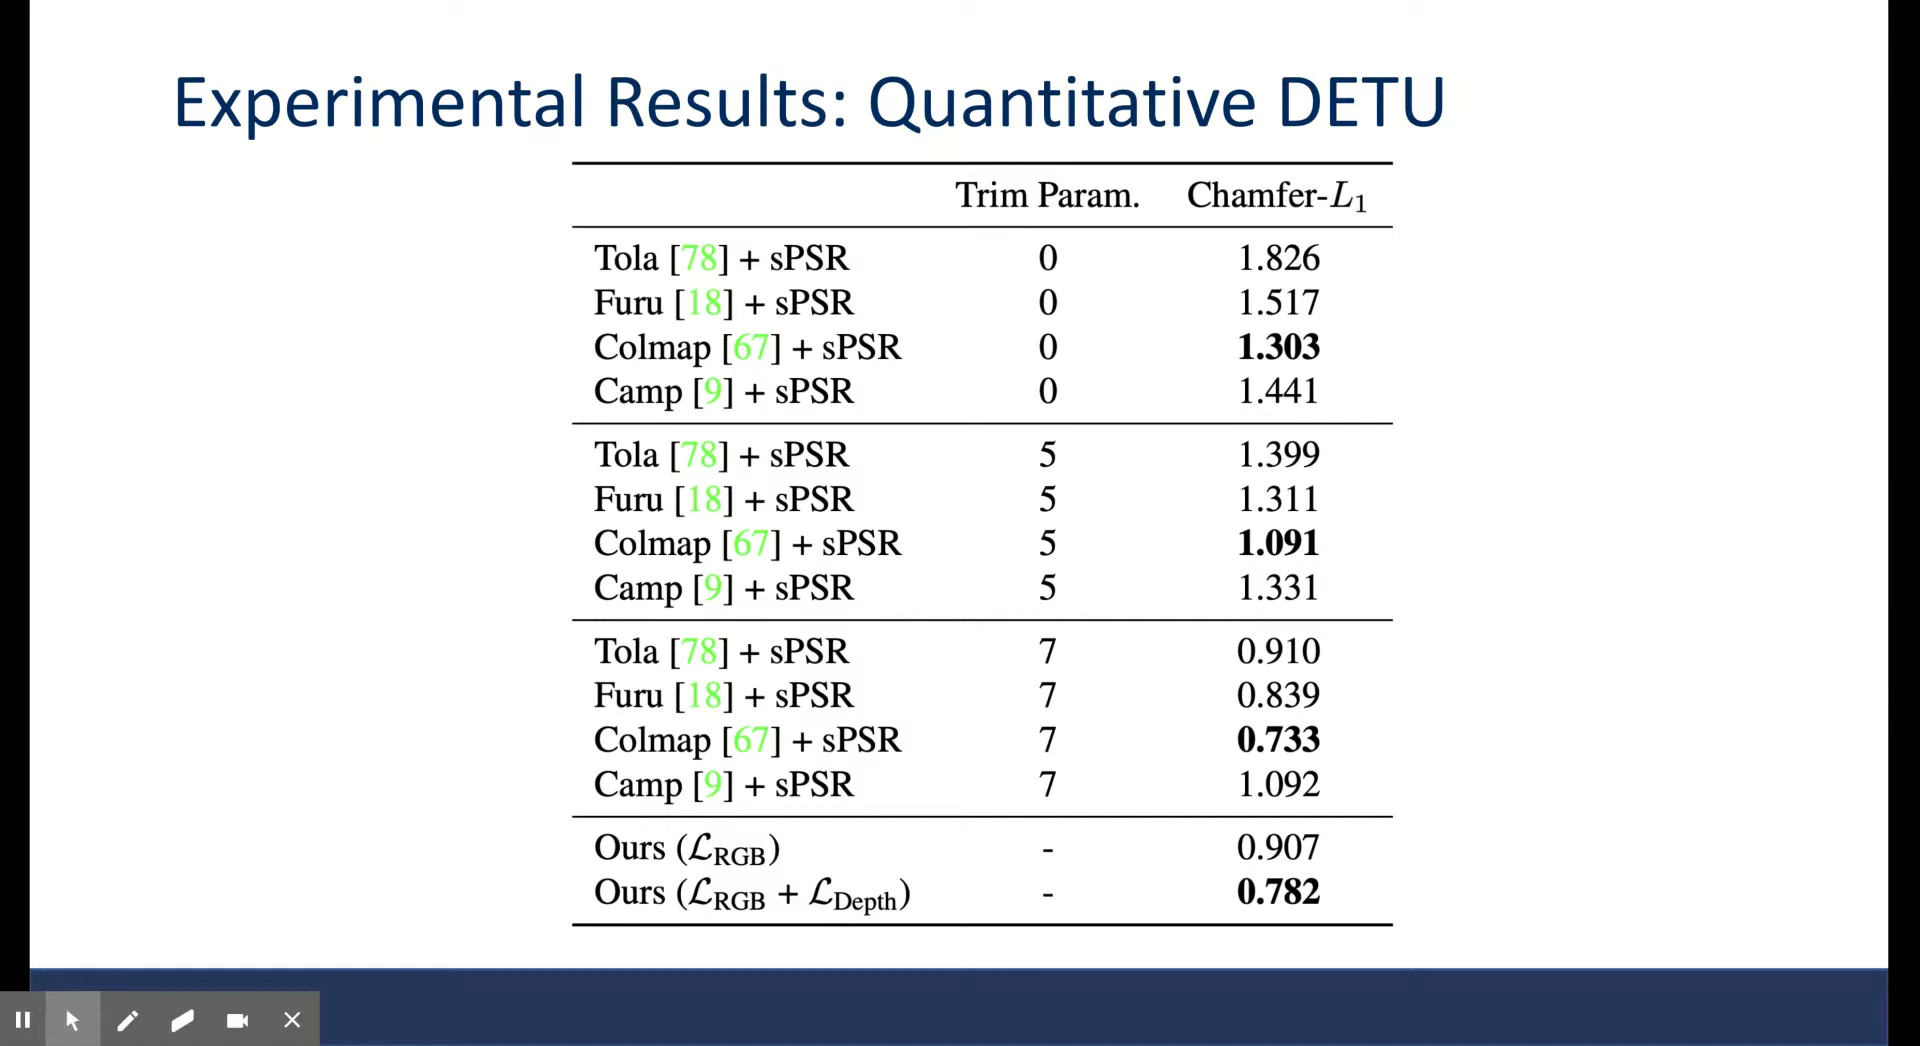 Experimental Results: Quantitative DETU
Trim Param. Chamfer-L₁
Tola [78] + sPSR 0 1.826
Furu [18] + sPSR 0 1.517
Colmap [67] + sPSR 0 1.303
Camp [9] + sPSR 0 1.441
Tola [78] + sPSR 5 1.399
Furu [18] + sPSR 5 1.311
Colmap [67] + sPSR 5 1.091
Camp [9] + sPSR 5 1.331
Tola [78] + sPSR 7 0.910
Furu [18] + sPSR 7 0.839
Colmap [67] + sPSR 7 0.733
Camp [9] + sPSR 7 1.092
Ours (ℒRGB) - 0.907
Ours (ℒRGB + ℒDepth) - 0.782